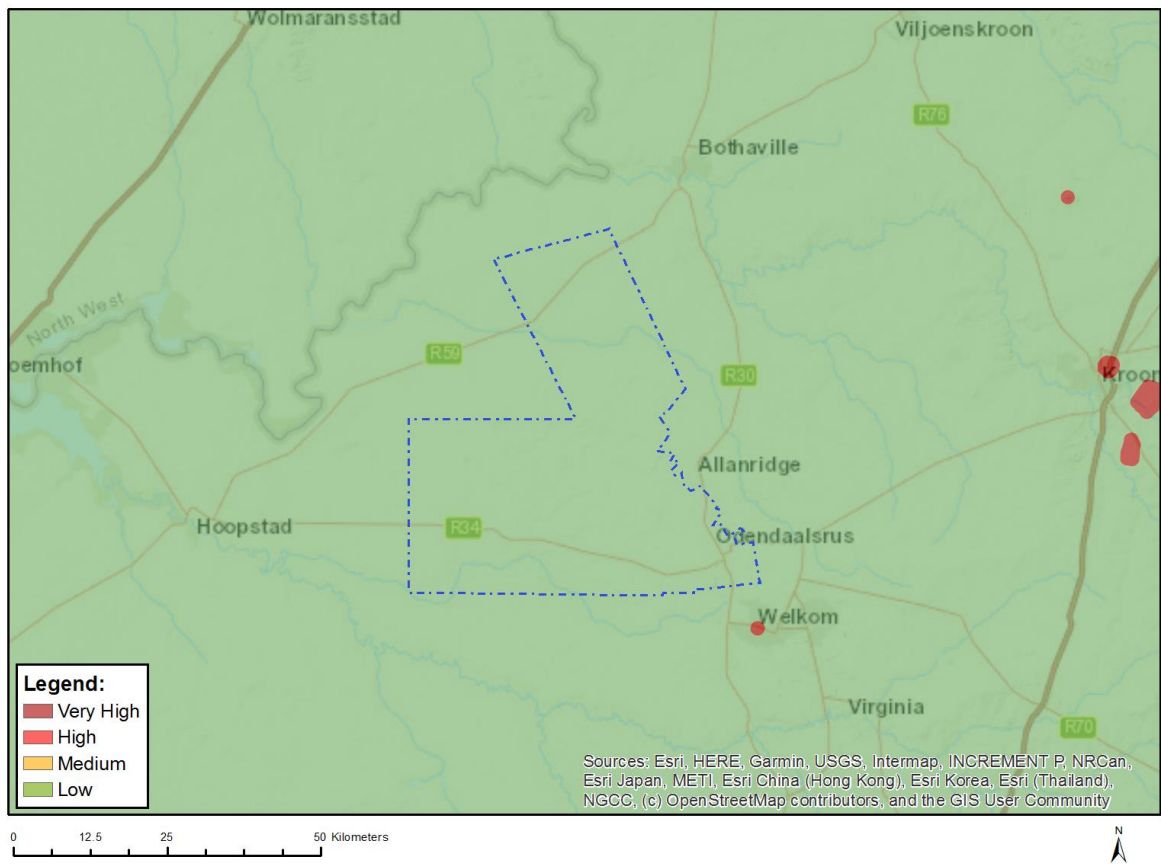 Wolmaransstad
Viljoenskroon
R76
Bothaville
North West
oemhof
R59
R30
Kroon
Allanridge
Hoopstad
R34
Odendaalsrus
Welkom
Virginia
R70
Legend:
Very High
High
Medium
Low
Sources: Esri, HERE, Garmin, USGS, Intermap, INCREMENT P, NRCan,
Esri Japan, METI, Esri China (Hong Kong), Esri Korea, Esri (Thailand),
NGCC, (c) OpenStreetMap contributors, and the GIS User Community
0 12.5 25 50 Kilometers
N